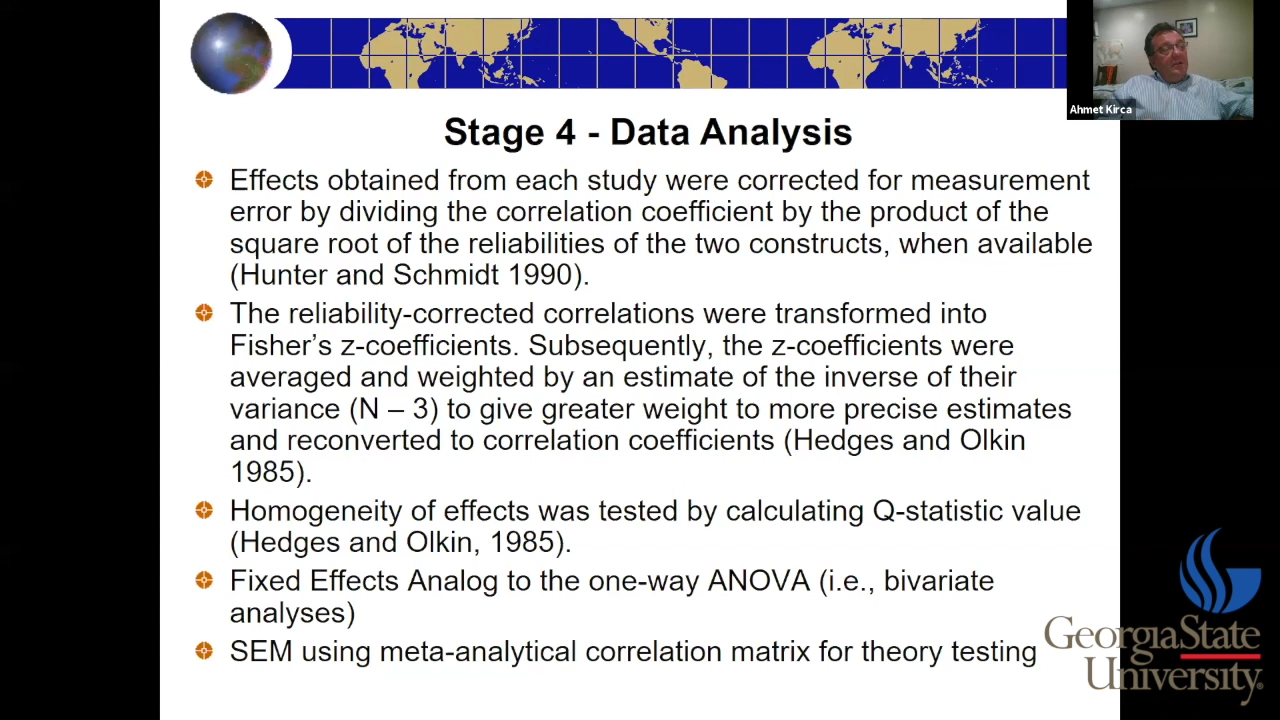 Ahmet Kirca
Stage 4 - Data Analysis
Effects obtained from each study were corrected for measurement
error by dividing the correlation coefficient by the product of the
square root of the reliabilities of the two constructs, when available
(Hunter and Schmidt 1990).
The reliability-corrected correlations were transformed into
Fisher’s z-coefficients. Subsequently, the z-coefficients were
averaged and weighted by an estimate of the inverse of their
variance (N – 3) to give greater weight to more precise estimates
and reconverted to correlation coefficients (Hedges and Olkin
1985).
Homogeneity of effects was tested by calculating Q-statistic value
(Hedges and Olkin, 1985).
Fixed Effects Analog to the one-way ANOVA (i.e., bivariate
analyses)
SEM using meta-analytical correlation matrix for theory testing
GeorgiaState
University.